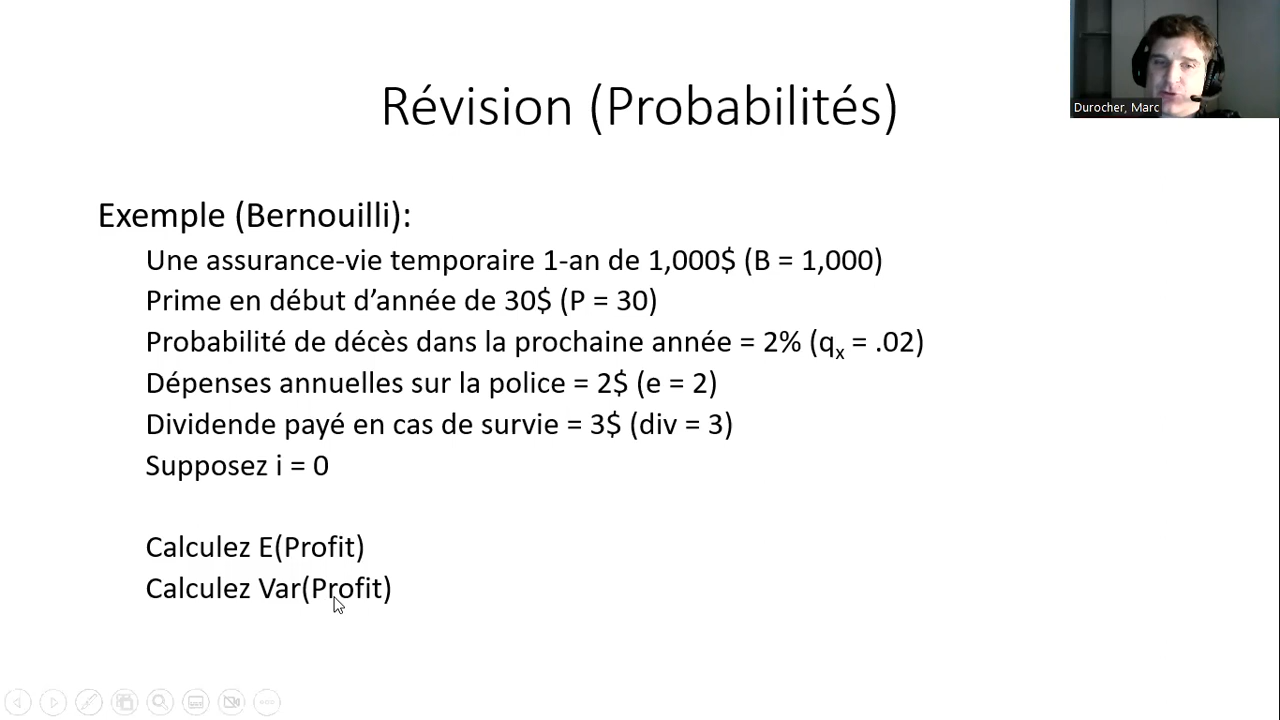 Révision (Probabilités)
Durocher, Marc
Exemple (Bernouilli):
Une assurance-vie temporaire 1-an de 1,000$ (B = 1,000)
Prime en début d’année de 30$ (P = 30)
Probabilité de décès dans la prochaine année = 2% (qx = .02)
Dépenses annuelles sur la police = 2$ (e = 2)
Dividende payé en cas de survie = 3$ (div = 3)
Supposez i = 0
Calculez E(Profit)
Calculez Var(Profit)